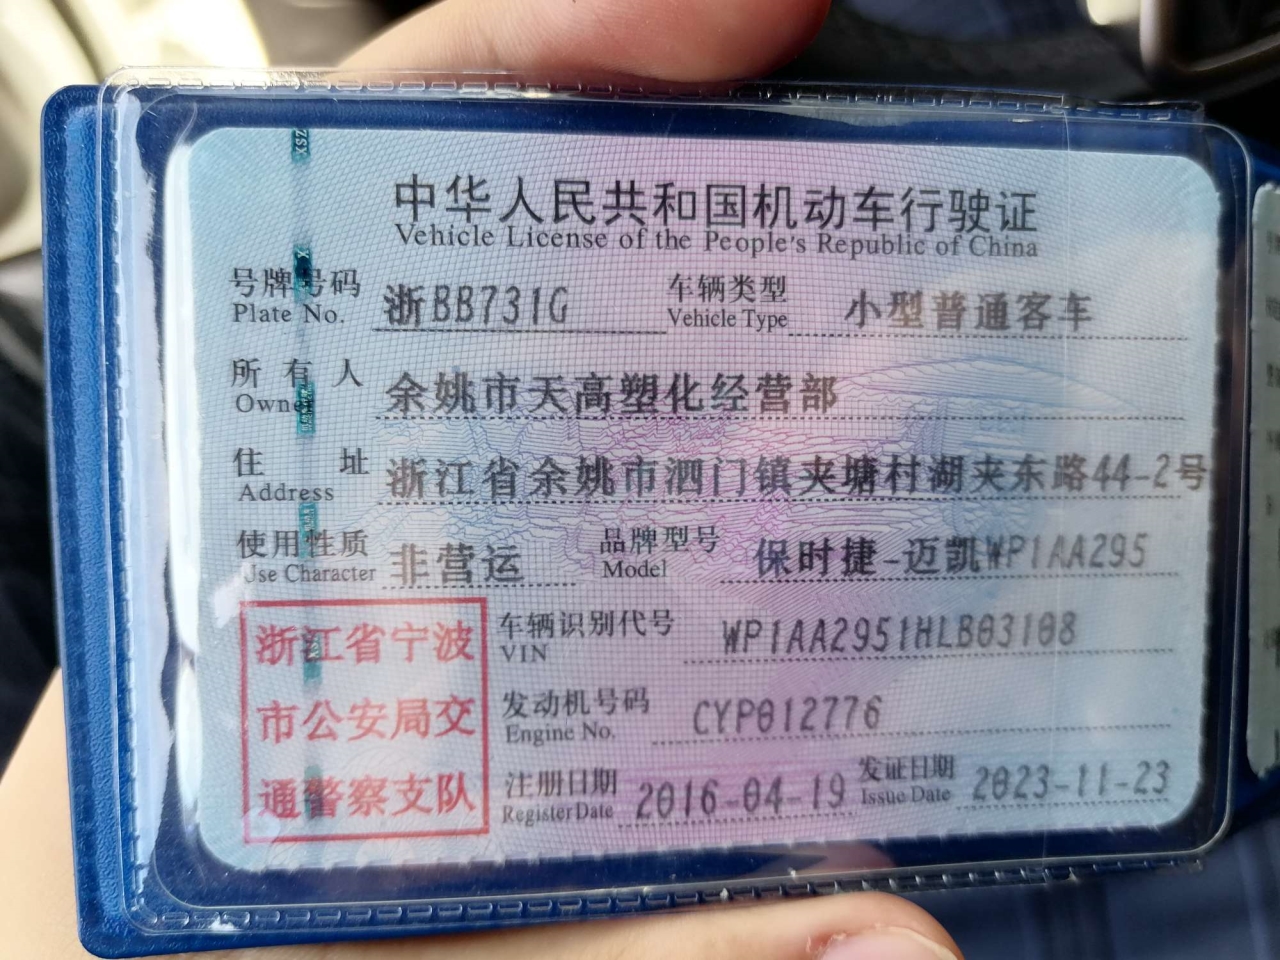 中华人民共和国机动车行驶证
Vehicle License of the People's Republic of China
号牌号码 浙BB731G 车辆类型 小型普通客车
Plate No. Vehicle Type
所有人 余姚市天高塑化经营部
Owner
住址 浙江省余姚市泗门镇夹塘村湖夹东路44-2号
Address
使用性质 非营运 品牌型号 保时捷-迈凯WP1AA295
Use Character Model
车辆识别代号 WP1AA2951HLB03108
VIN
发动机号码 CYP012776
Engine No.
注册日期 2016-04-19 发证日期 2023-11-23
Register Date Issue Date
浙江省宁波
市公安局交
通警察支队